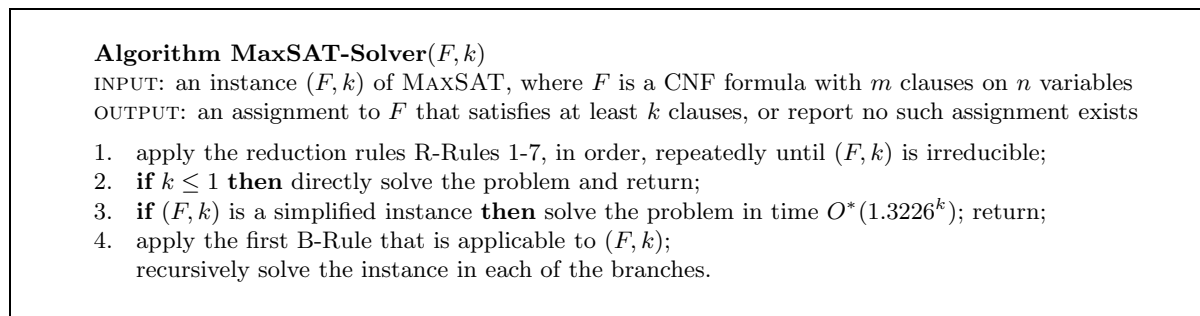 Algorithm MaxSAT-Solver(F, k)
INPUT: an instance (F, k) of MAXSAT, where F is a CNF formula with m clauses on n variables
OUTPUT: an assignment to F that satisfies at least k clauses, or report no such assignment exists
1. apply the reduction rules R-Rules 1-7, in order, repeatedly until (F, k) is irreducible;
2. if k ≤ 1 then directly solve the problem and return;
3. if (F, k) is a simplified instance then solve the problem in time O*(1.3226^k); return;
4. apply the first B-Rule that is applicable to (F, k);
recursively solve the instance in each of the branches.